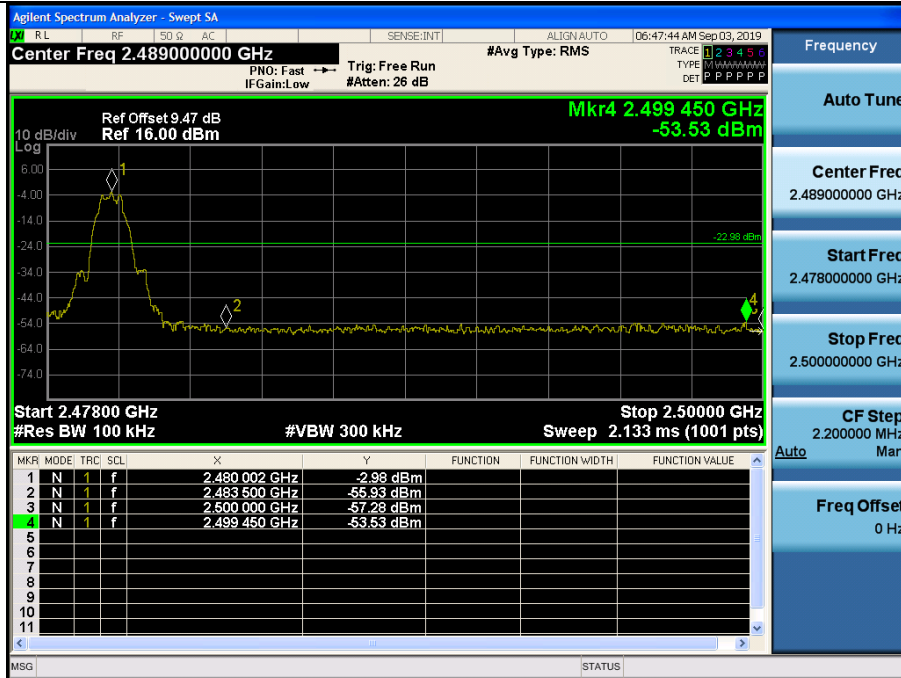 Agilent Spectrum Analyzer - Swept SA
LXI RL RF 50 Ω AC SENSE:INT ALIGN AUTO 06:47:44 AM Sep 03, 2019
Center Freq 2.489000000 GHz #Avg Type: RMS TRACE 1 2 3 4 5 6
PNO: Fast Trig: Free Run TYPE M W W W W W
IFGain:Low #Atten: 26 dB DET P P P P P P
Mkr4 2.499 450 GHz
-53.53 dBm
Ref Offset 9.47 dB
10 dB/div Ref 16.00 dBm
Log
6.00
-4.00
-14.0
-24.0
-34.0
-44.0
-54.0
-64.0
-74.0
1
2
4
-22.98 dBm
Start 2.47800 GHz Stop 2.50000 GHz
#Res BW 100 kHz #VBW 300 kHz Sweep 2.133 ms (1001 pts)
MKR MODE TRC SCL X Y FUNCTION FUNCTION WIDTH FUNCTION VALUE
1 N 1 f 2.480 002 GHz -2.98 dBm
2 N 1 f 2.483 500 GHz -55.93 dBm
3 N 1 f 2.500 000 GHz -57.28 dBm
4 N 1 f 2.499 450 GHz -53.53 dBm
5
6
7
8
9
10
11
MSG STATUS
Frequency
Auto Tune
Center Freq
2.489000000 GHz
Start Freq
2.478000000 GHz
Stop Freq
2.500000000 GHz
CF Step
2.200000 MHz
Auto Man
Freq Offset
0 Hz